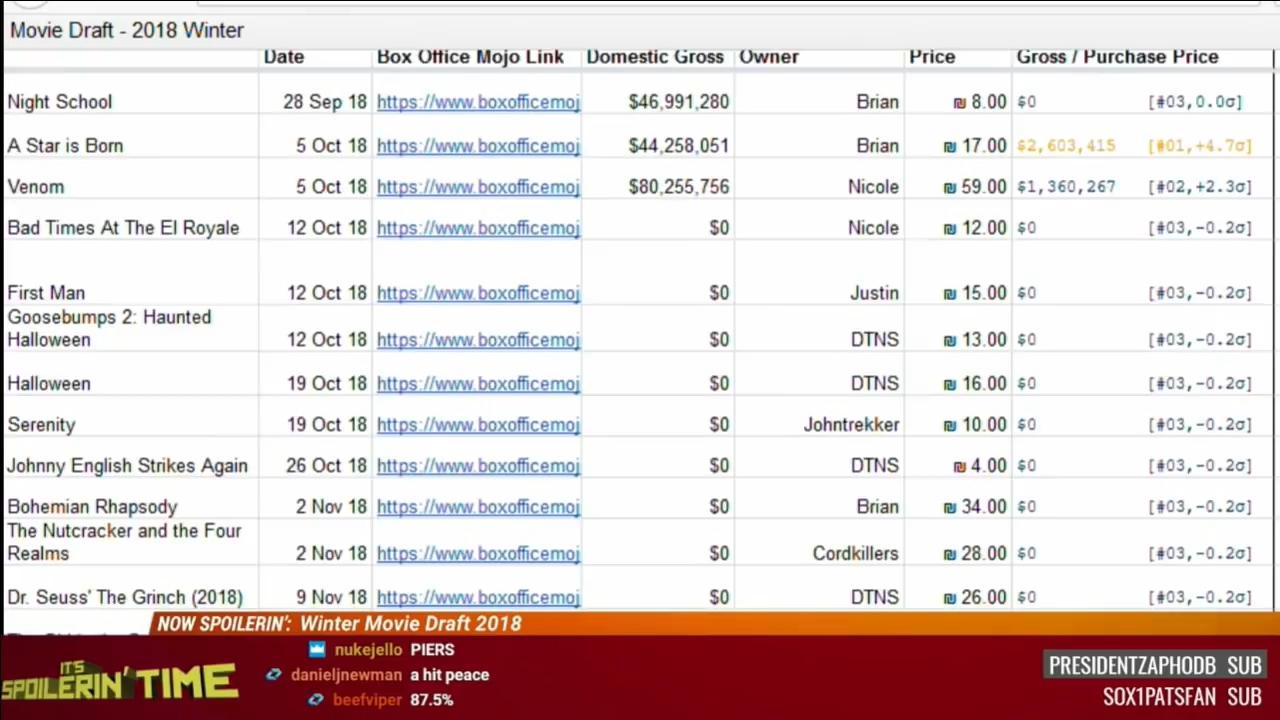 Movie Draft - 2018 Winter
Date Box Office Mojo Link Domestic Gross Owner Price Gross / Purchase Price
Night School 28 Sep 18 https://www.boxofficemoj $46,991,280 Brian ₪ 8.00 $0 [#03,0.0σ]
A Star is Born 5 Oct 18 https://www.boxofficemoj $44,258,051 Brian ₪ 17.00 $2,603,415 [#01,+4.7σ]
Venom 5 Oct 18 https://www.boxofficemoj $80,255,756 Nicole ₪ 59.00 $1,360,267 [#02,+2.3σ]
Bad Times At The El Royale 12 Oct 18 https://www.boxofficemoj $0 Nicole ₪ 12.00 $0 [#03,-0.2σ]
First Man 12 Oct 18 https://www.boxofficemoj $0 Justin ₪ 15.00 $0 [#03,-0.2σ]
Goosebumps 2: Haunted
Halloween 12 Oct 18 https://www.boxofficemoj $0 DTNS ₪ 13.00 $0 [#03,-0.2σ]
Halloween 19 Oct 18 https://www.boxofficemoj $0 DTNS ₪ 16.00 $0 [#03,-0.2σ]
Serenity 19 Oct 18 https://www.boxofficemoj $0 Johntrekker ₪ 10.00 $0 [#03,-0.2σ]
Johnny English Strikes Again 26 Oct 18 https://www.boxofficemoj $0 DTNS ₪ 4.00 $0 [#03,-0.2σ]
Bohemian Rhapsody 2 Nov 18 https://www.boxofficemoj $0 Brian ₪ 34.00 $0 [#03,-0.2σ]
The Nutcracker and the Four
Realms 2 Nov 18 https://www.boxofficemoj $0 Cordkillers ₪ 28.00 $0 [#03,-0.2σ]
Dr. Seuss' The Grinch (2018) 9 Nov 18 https://www.boxofficemoj $0 DTNS ₪ 26.00 $0 [#03,-0.2σ]
NOW SPOILERIN': Winter Movie Draft 2018
IT'S
SPOILERIN' TIME
nukejello PIERS
danieljnewman a hit peace
beefviper 87.5%
PRESIDENTZAPHODB SUB
SOX1PATSFAN SUB